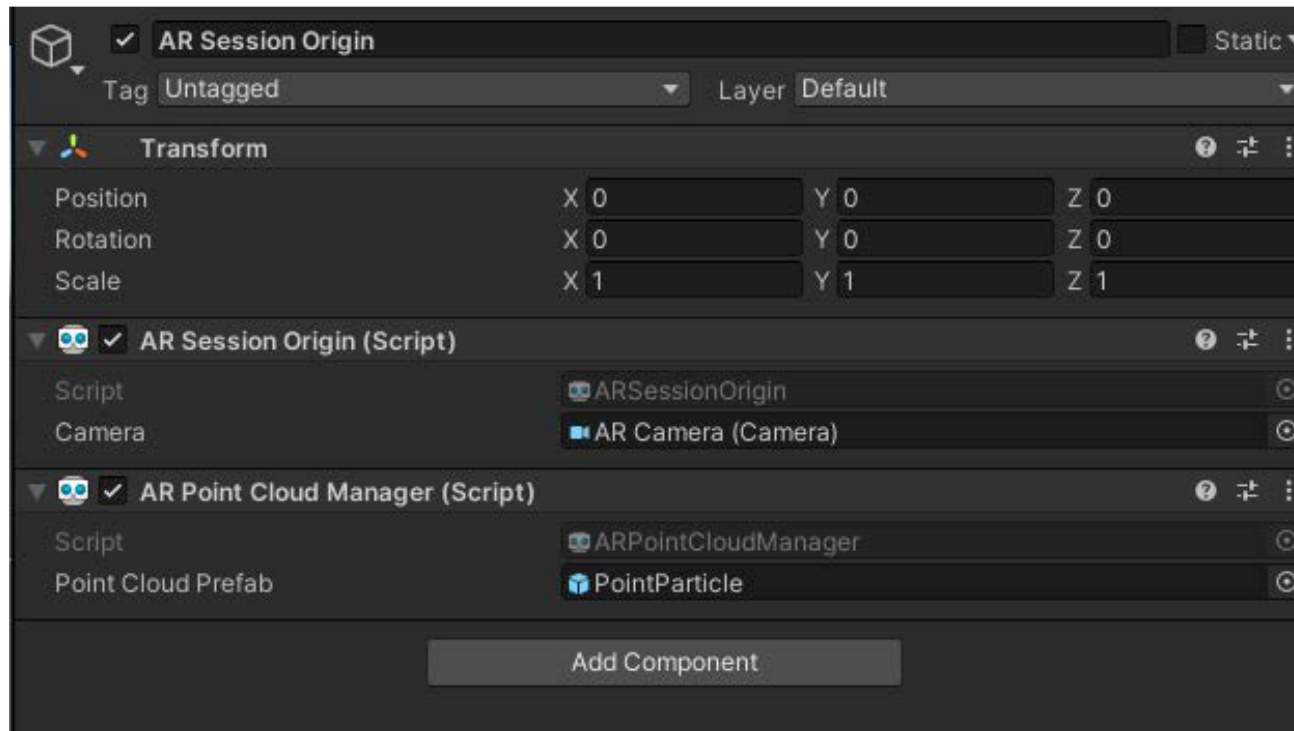 AR Session Origin Static
Tag Untagged Layer Default
Transform
Position X 0 Y 0 Z 0
Rotation X 0 Y 0 Z 0
Scale X 1 Y 1 Z 1
AR Session Origin (Script)
Script ARSessionOrigin
Camera AR Camera (Camera)
AR Point Cloud Manager (Script)
Script ARPointCloudManager
Point Cloud Prefab PointParticle
Add Component